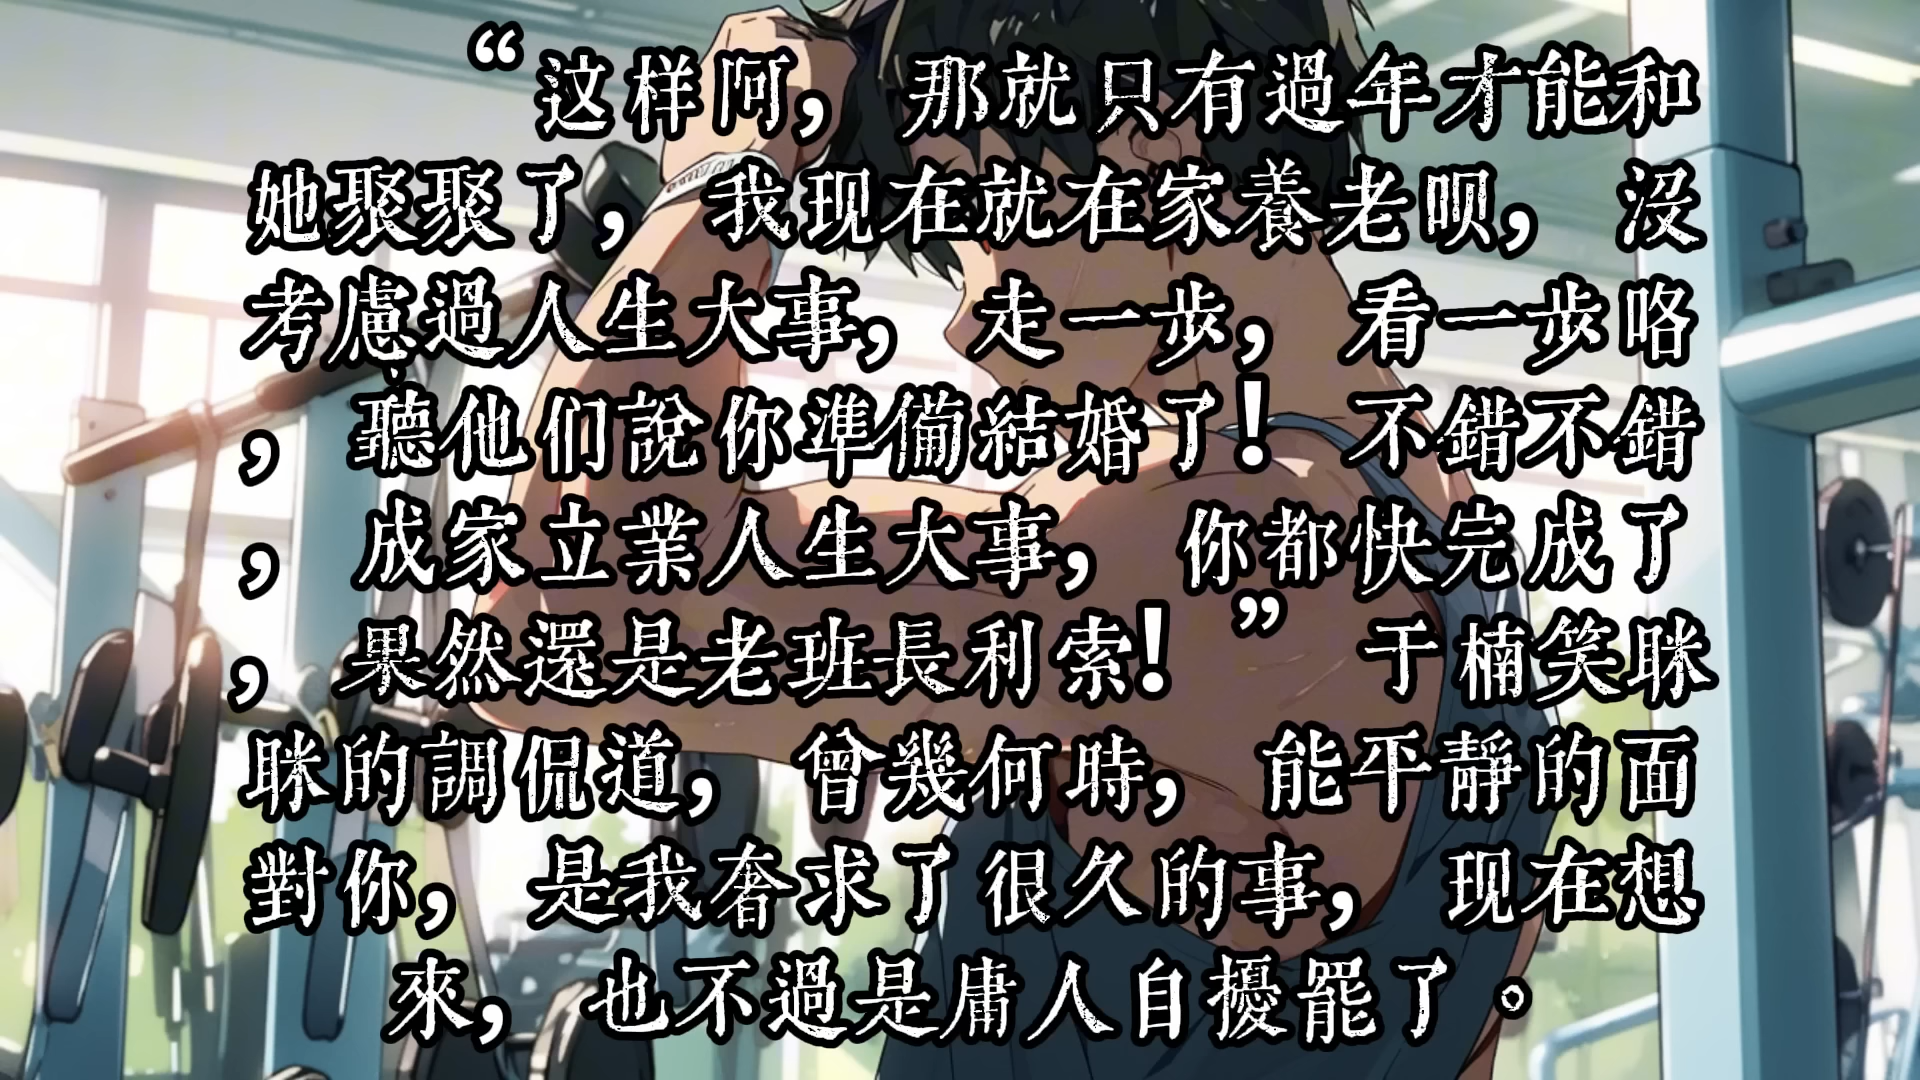 “这样阿，那就只有過年才能和
她聚聚了，我现在就在家養老呗，没
考慮過人生大事，走一步，看一步咯
，聽他们說你準備結婚了！不錯不錯
，成家立業人生大事，你都快完成了
，果然還是老班長利索！”于楠笑眯
眯的調侃道，曾幾何時，能平靜的面
對你，是我奢求了很久的事，现在想
來，也不過是庸人自擾罷了。